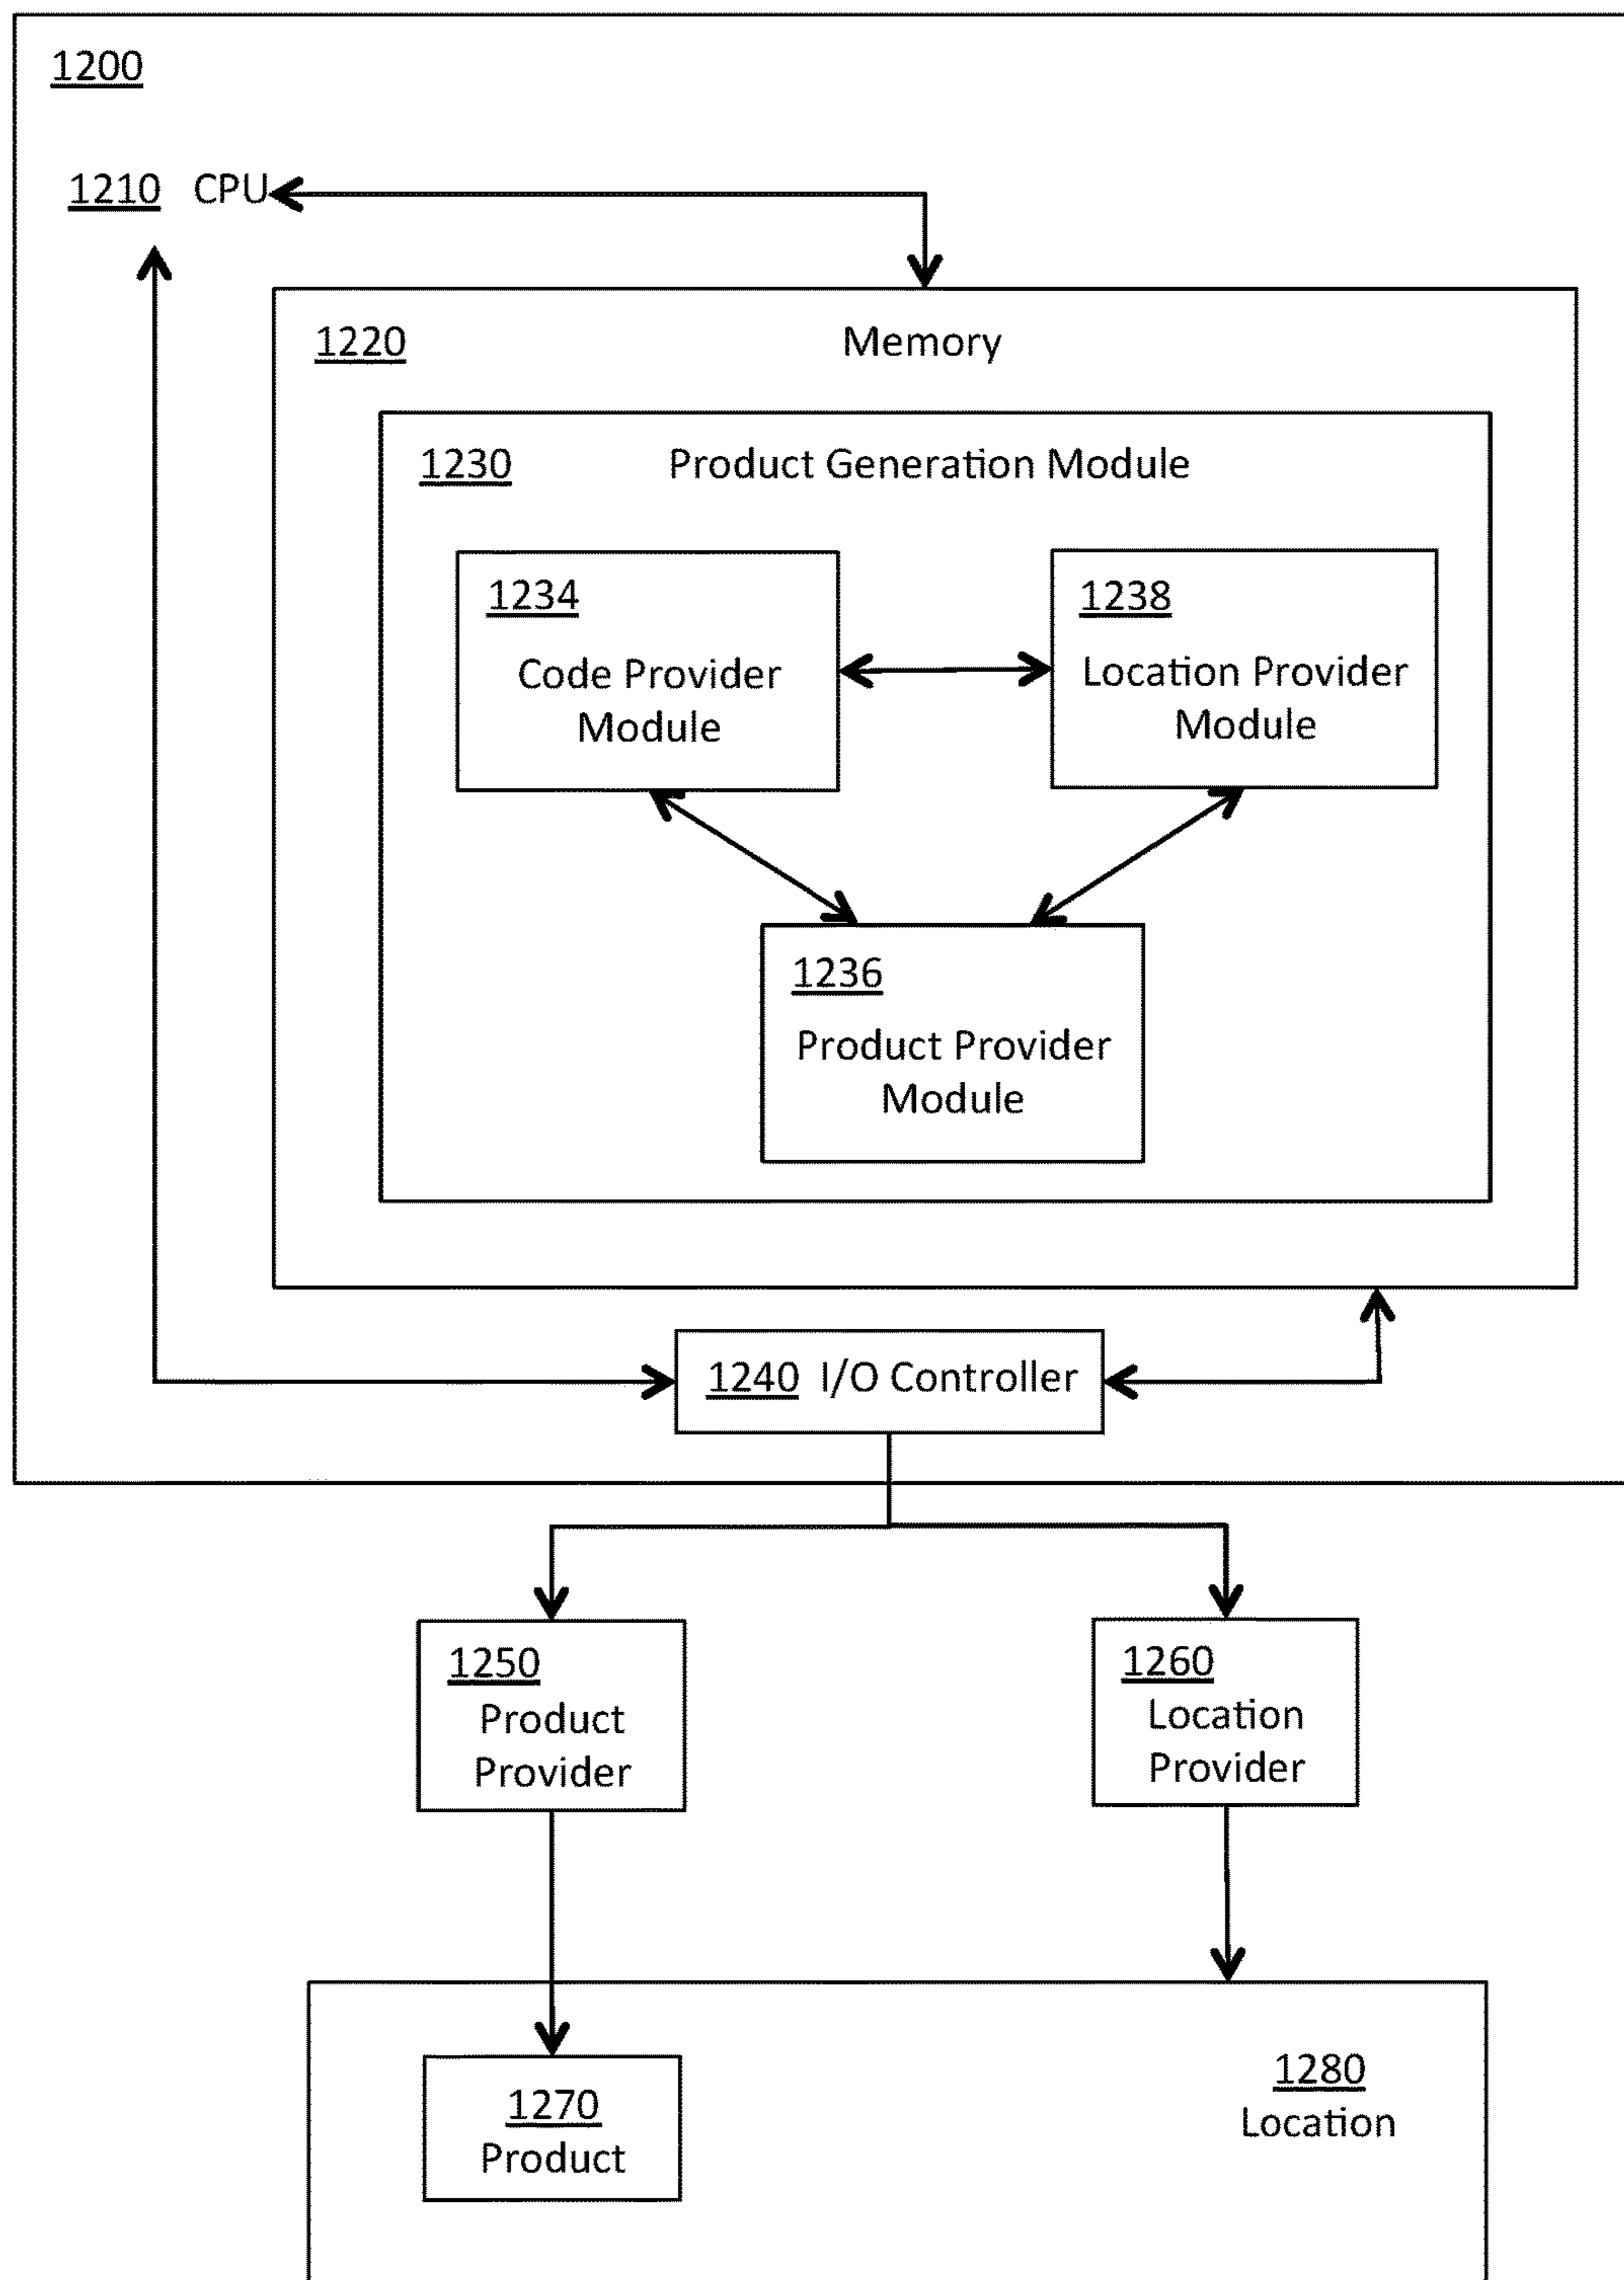 1200
1210 CPU
1220 Memory
1230 Product Generation Module
1234
Code Provider
Module
1238
Location Provider
Module
1236
Product Provider
Module
1240 I/O Controller
1250
Product
Provider
1260
Location
Provider
1270
Product
1280
Location